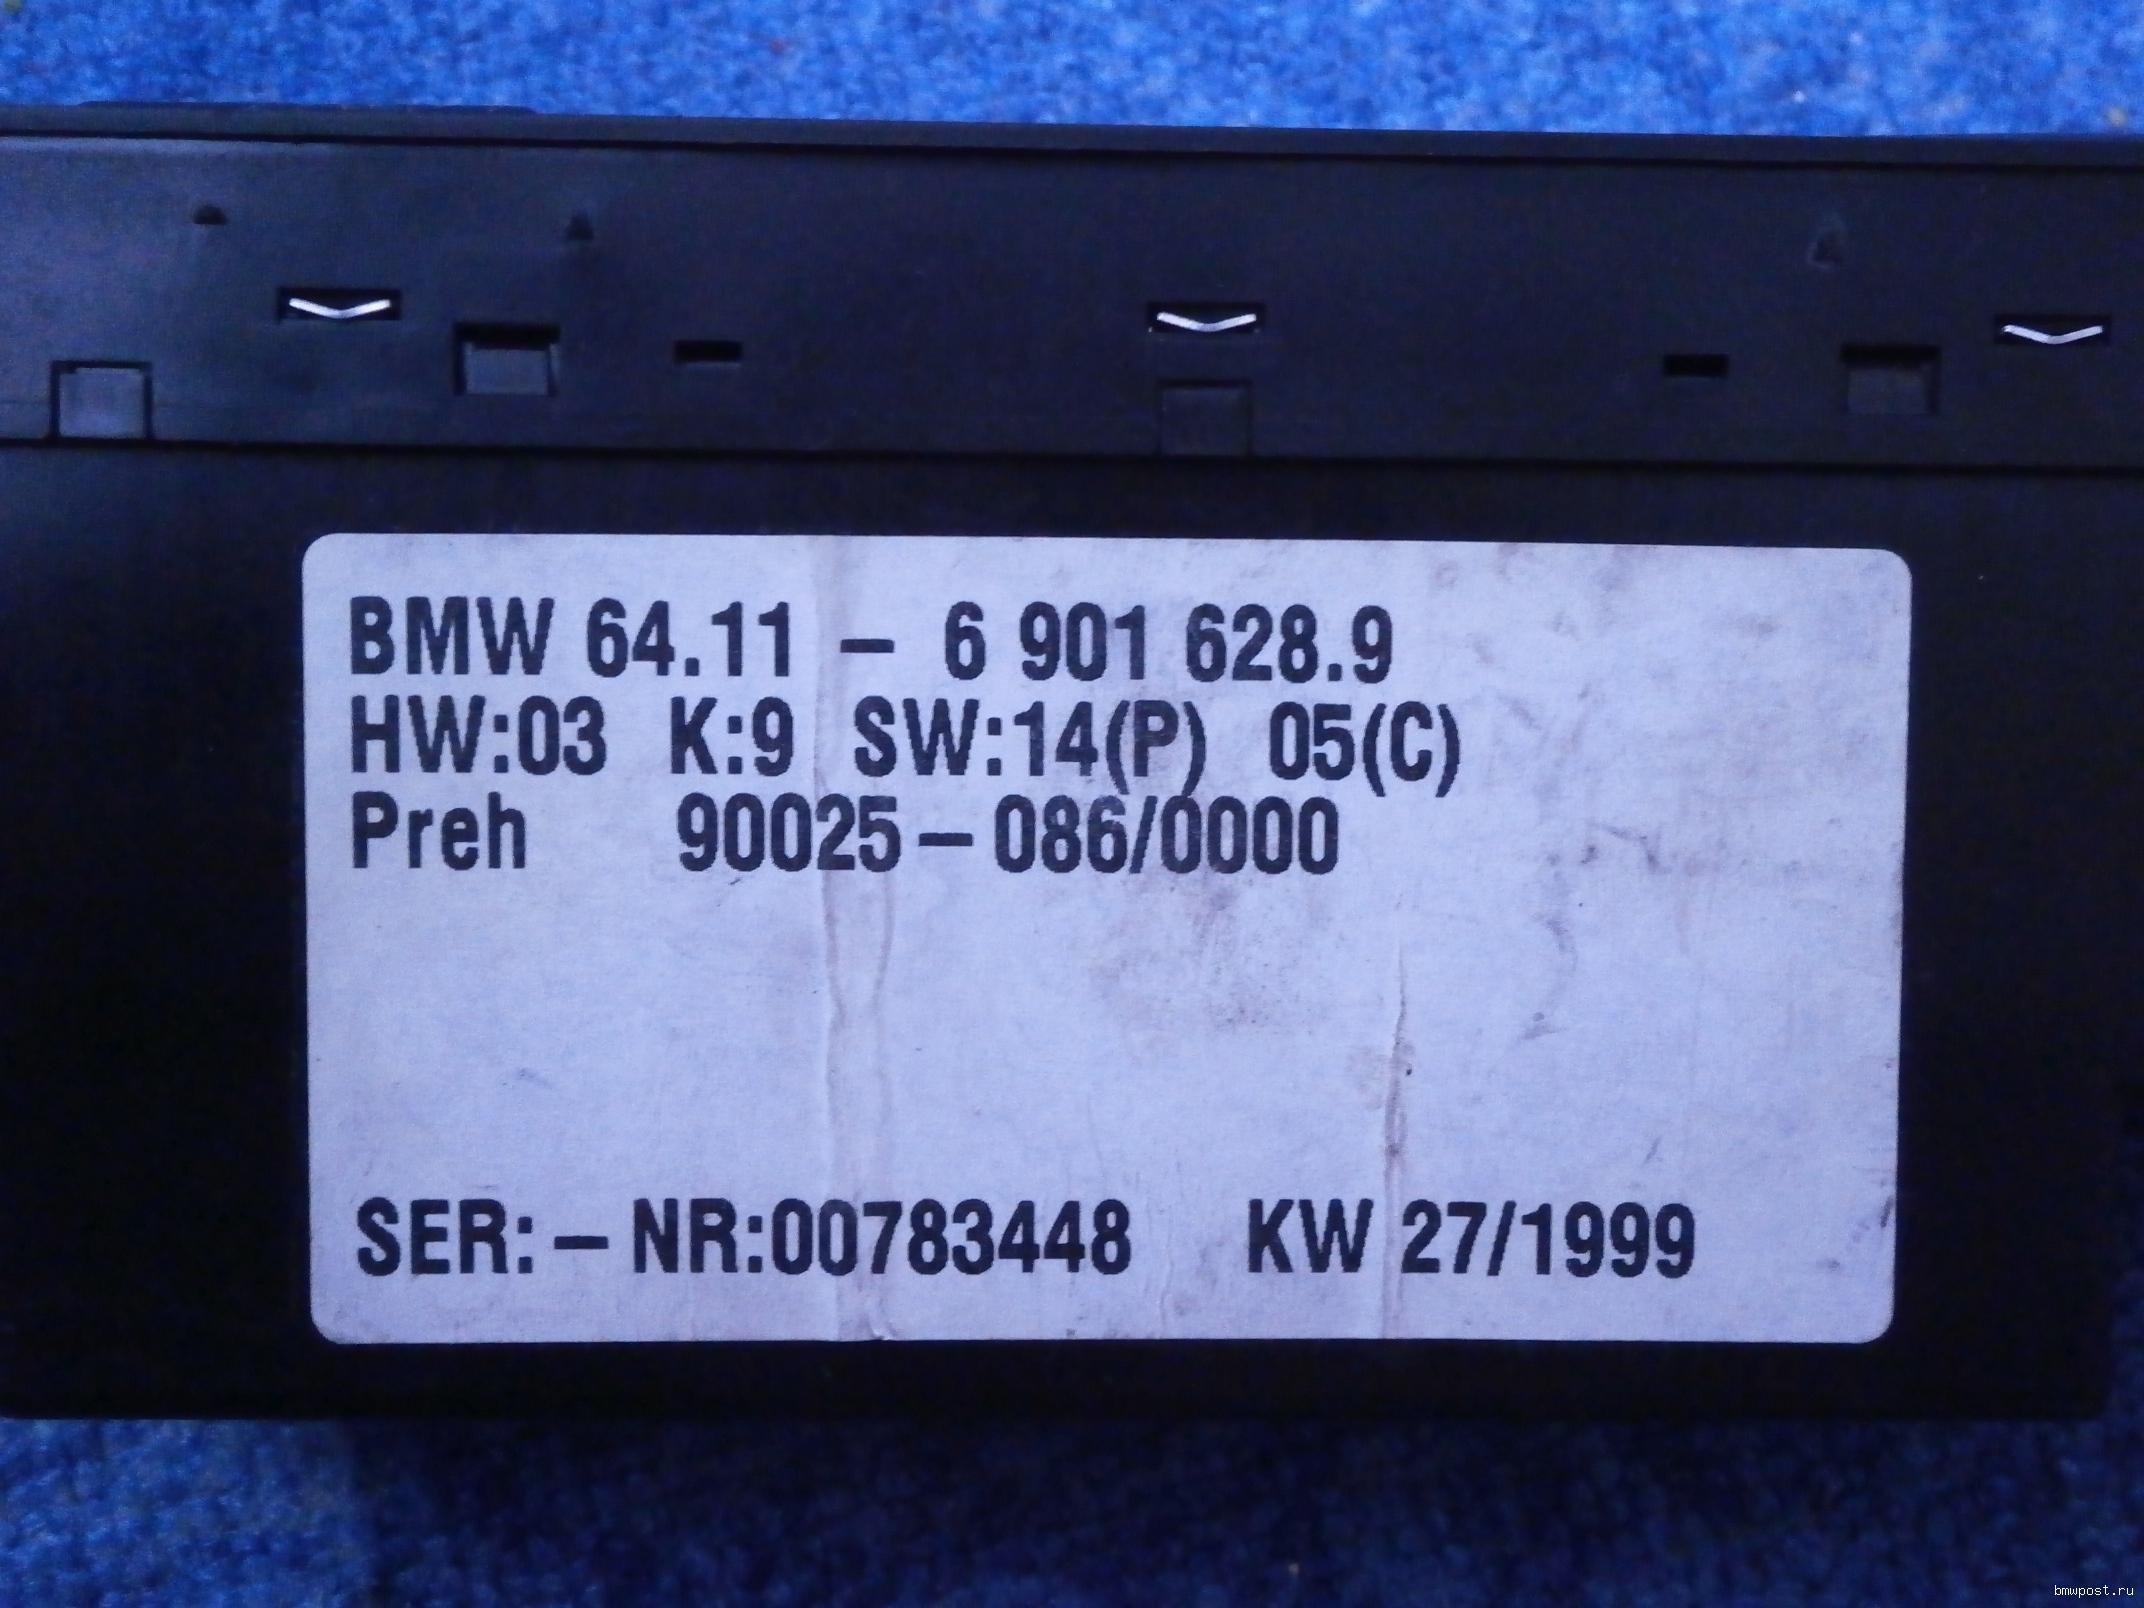 BMW 64.11 - 6 901 628.9
HW:03 K:9 SW:14(P) 05(C)
Preh 90025-086/0000
SER:-NR:00783448 KW 27/1999
bmwpost.ru